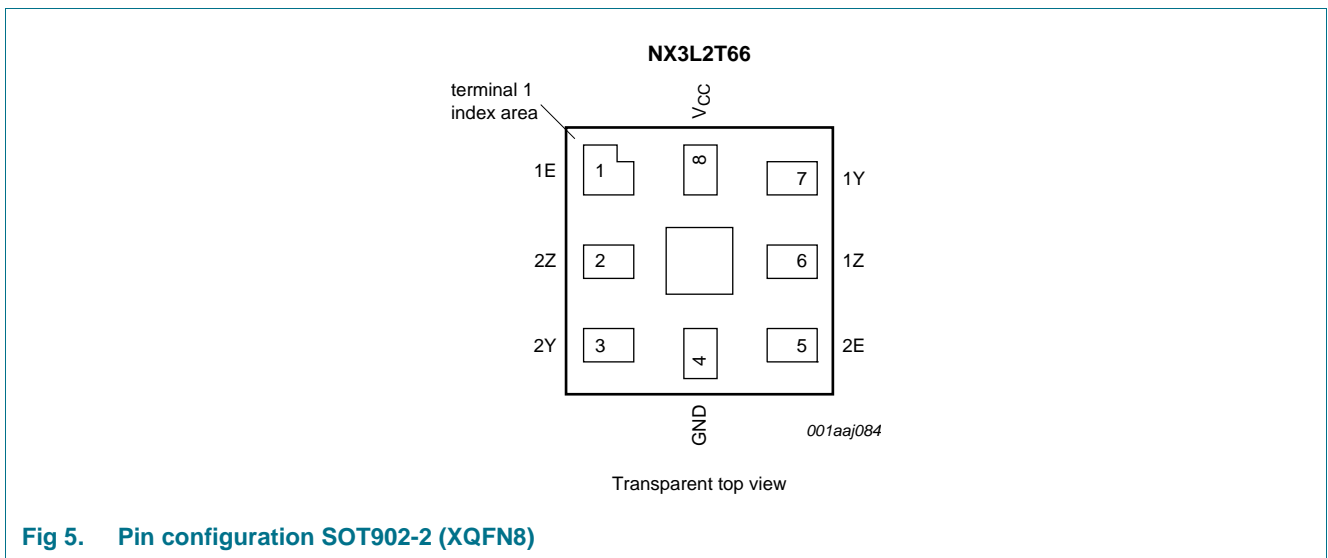 NX3L2T66
terminal 1
index area
VCC
1E 1 8 7 1Y
2Z 2 6 1Z
2Y 3 4 5 2E
GND
001aaj084
Transparent top view
Fig 5. Pin configuration SOT902-2 (XQFN8)